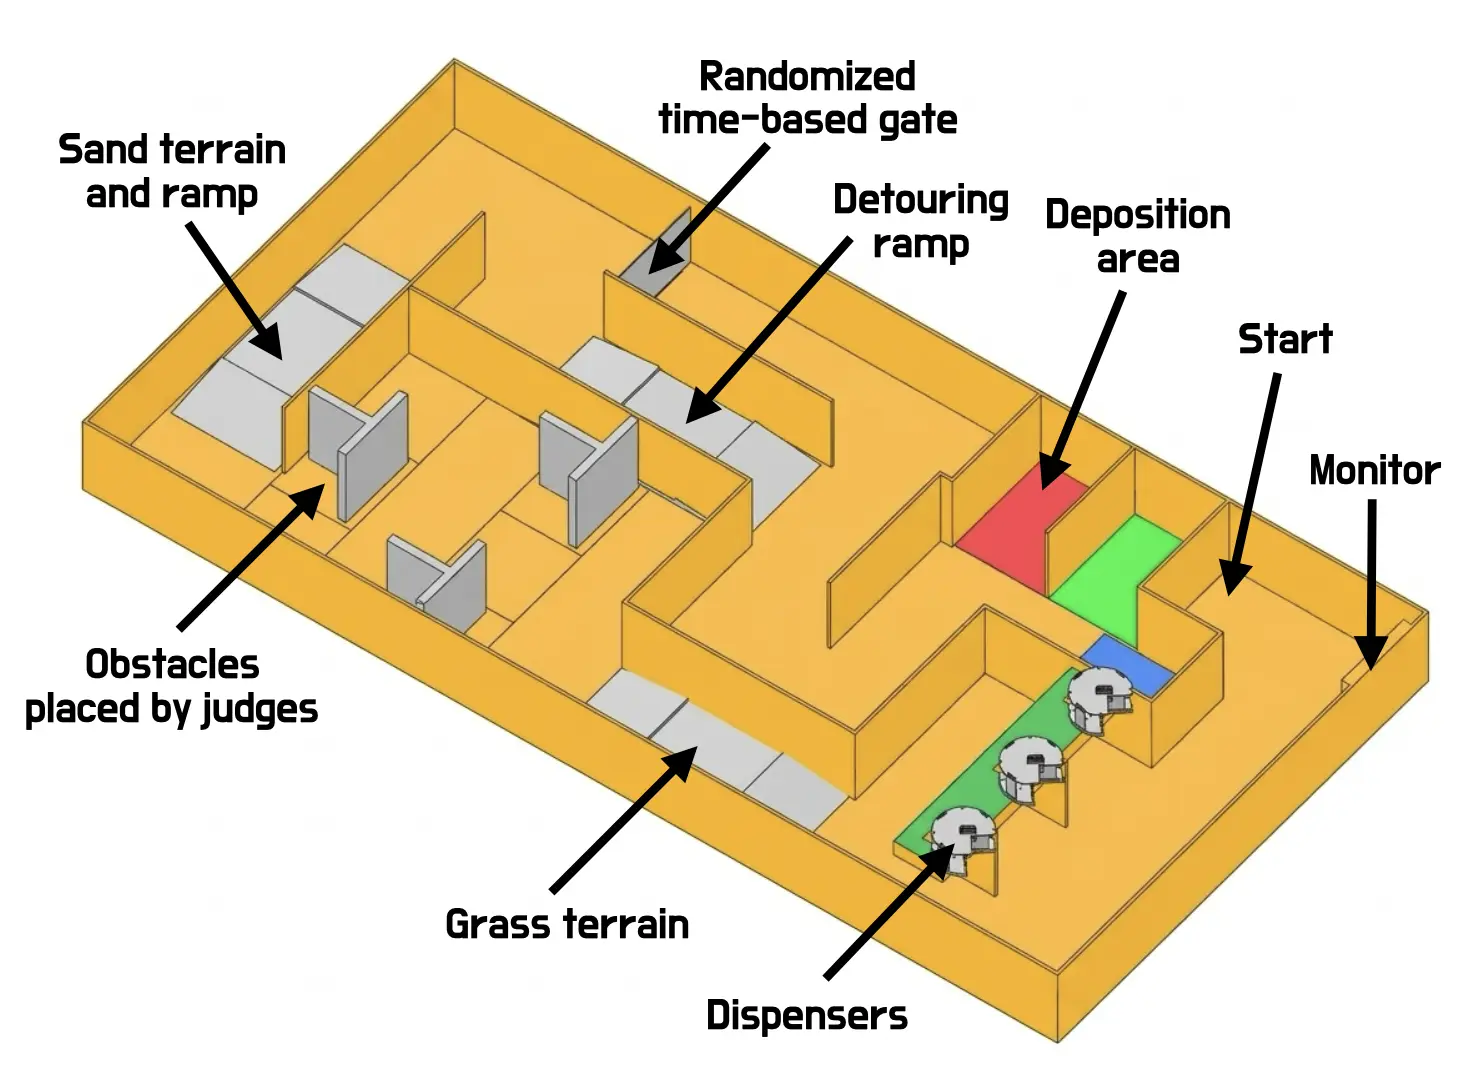 Randomized
time-based gate
Sand terrain
and ramp
Detouring
ramp
Deposition
area
Start
Monitor
Obstacles
placed by judges
Grass terrain
Dispensers